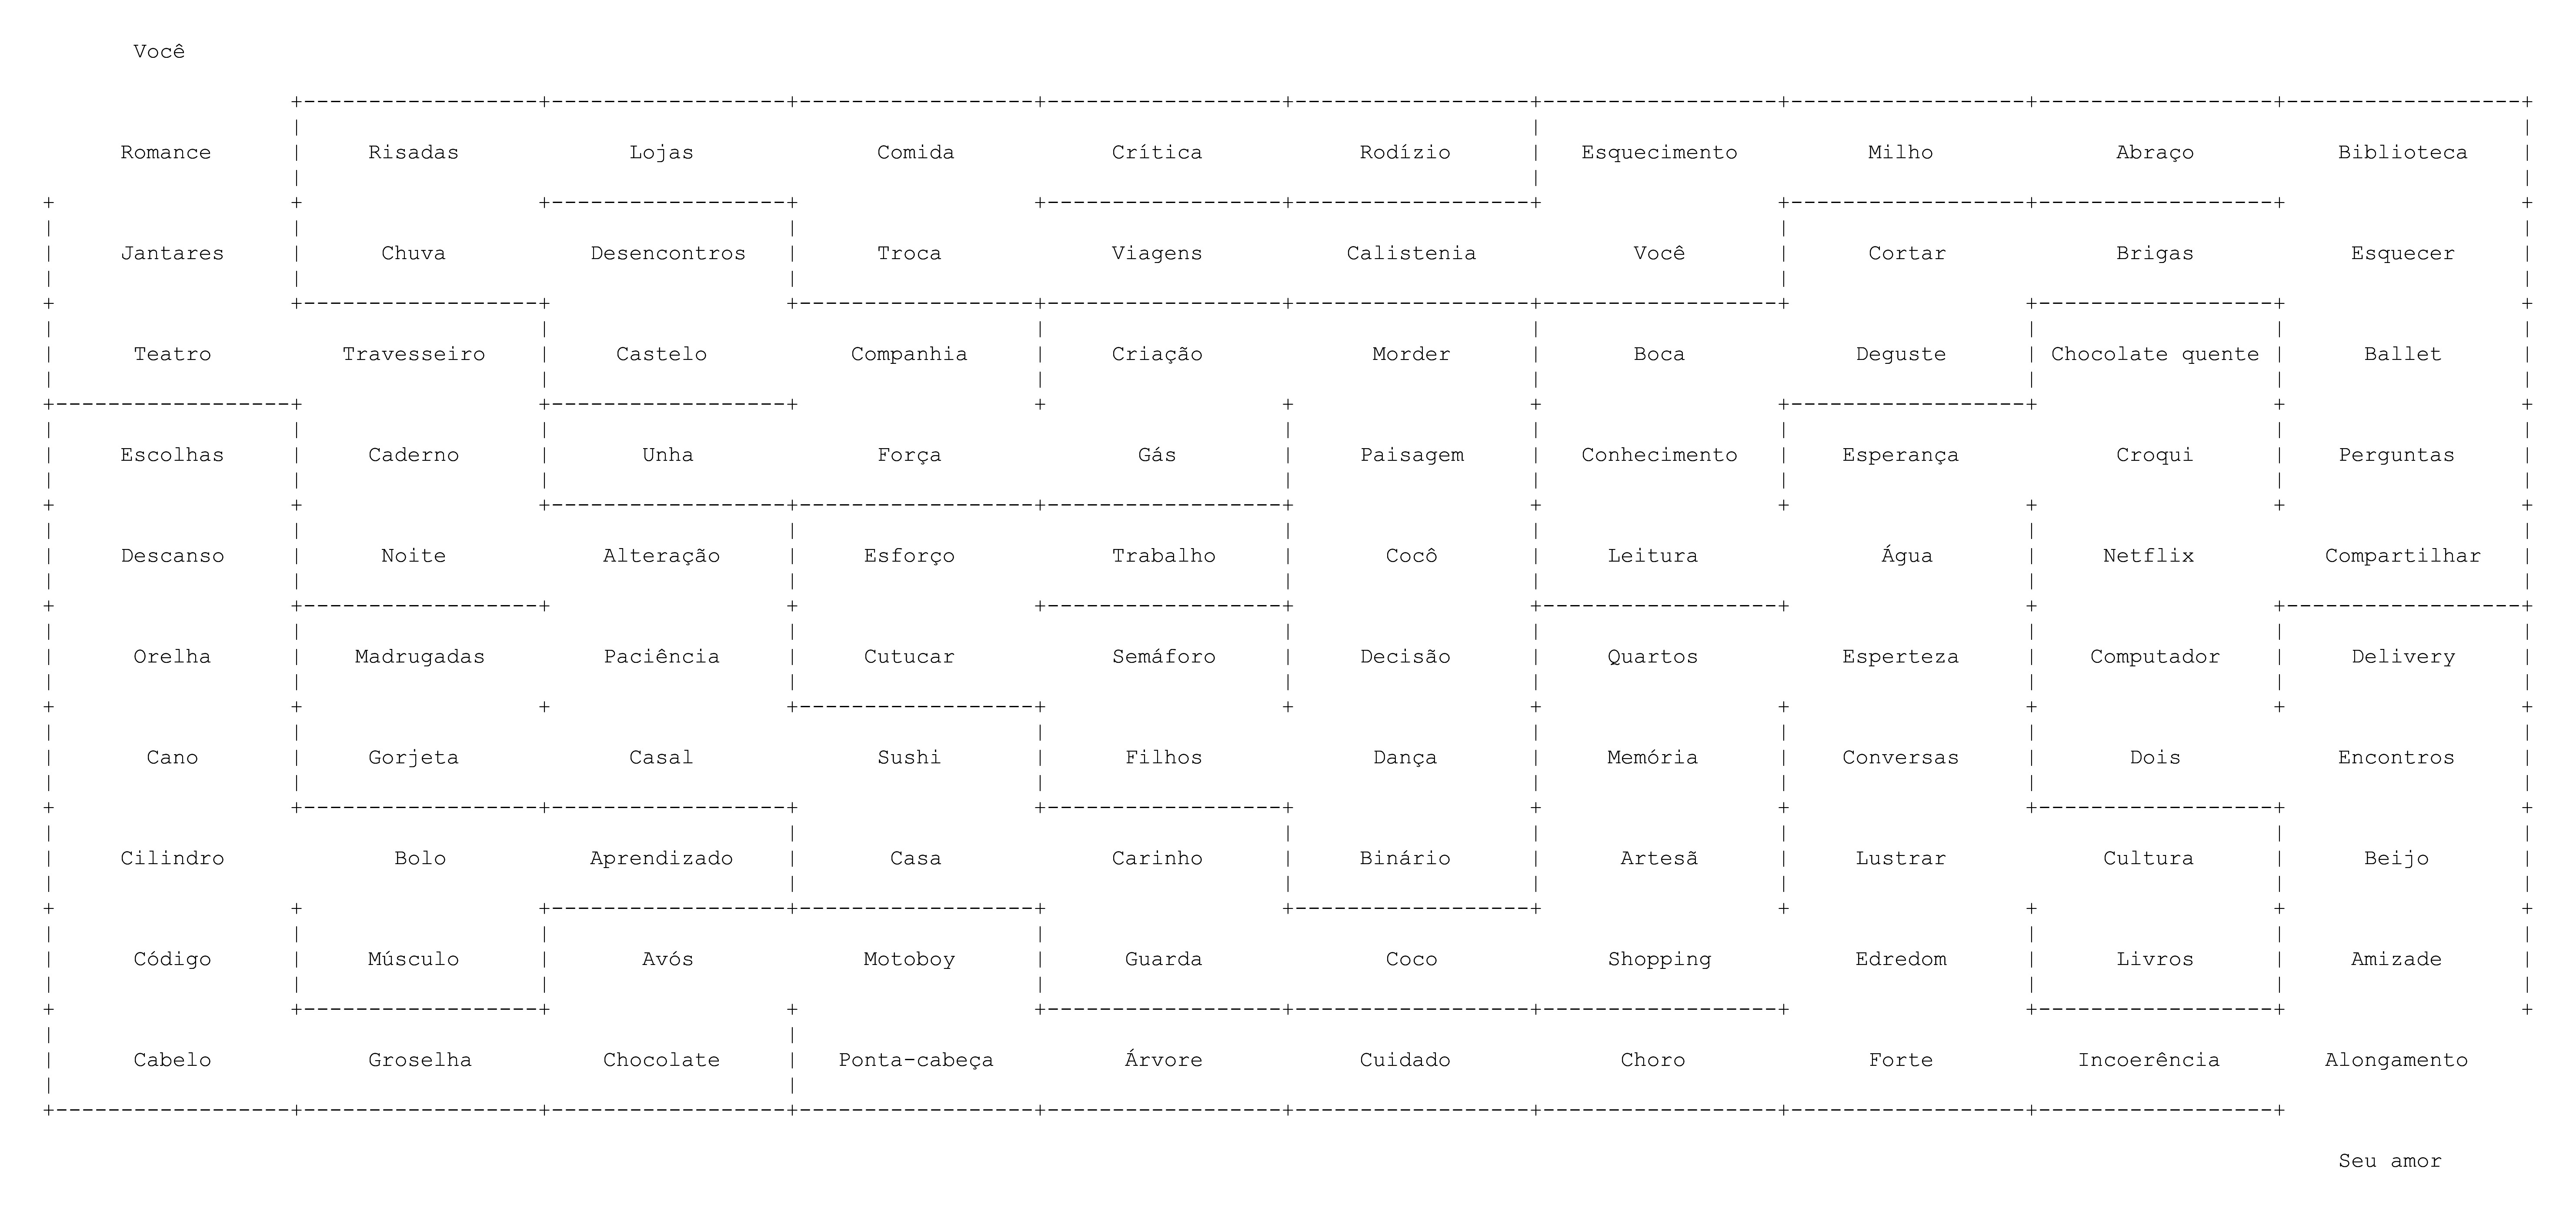 Você
Romance Risadas Lojas Comida Crítica Rodízio Esquecimento Milho Abraço Biblioteca
Jantares Chuva Desencontros Troca Viagens Calistenia Você Cortar Brigas Esquecer
Teatro Travesseiro Castelo Companhia Criação Morder Boca Deguste Chocolate quente Ballet
Escolhas Caderno Unha Força Gás Paisagem Conhecimento Esperança Croqui Perguntas
Descanso Noite Alteração Esforço Trabalho Cocô Leitura Água Netflix Compartilhar
Orelha Madrugadas Paciência Cutucar Semáforo Decisão Quartos Esperteza Computador Delivery
Cano Gorjeta Casal Sushi Filhos Dança Memória Conversas Dois Encontros
Cilindro Bolo Aprendizado Casa Carinho Binário Artesã Lustrar Cultura Beijo
Código Músculo Avós Motoboy Guarda Coco Shopping Edredom Livros Amizade
Cabelo Groselha Chocolate Ponta-cabeça Árvore Cuidado Choro Forte Incoerência Alongamento
Seu amor